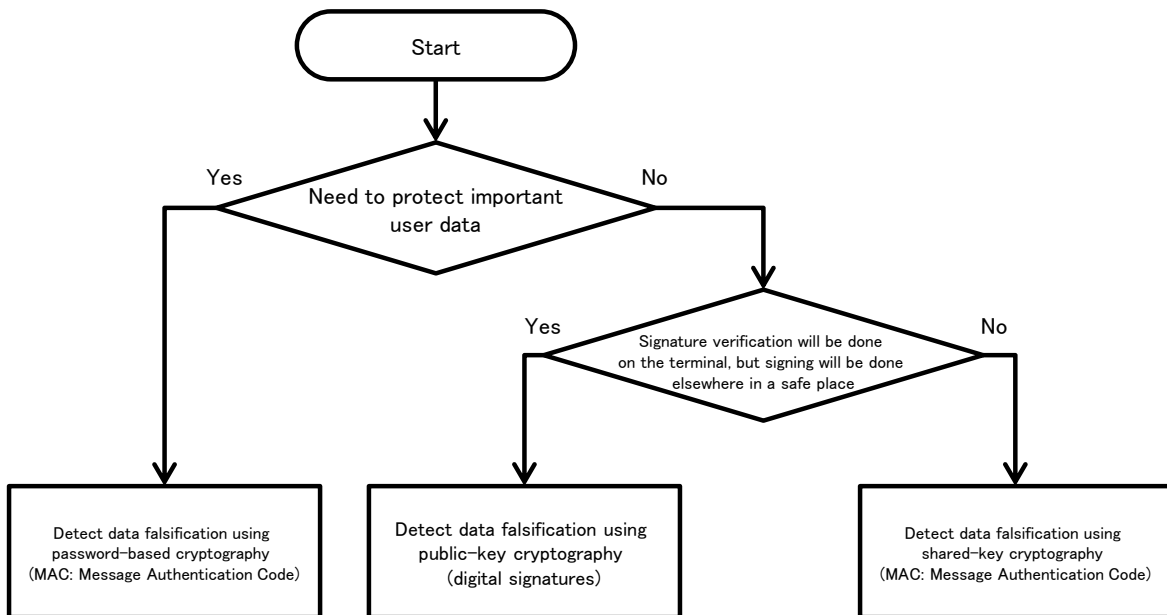 Start
Yes
No
Need to protect important
user data
Yes
No
Signature verification will be done
on the terminal, but signing will be done
elsewhere in a safe place
Detect data falsification using
password-based cryptography
(MAC: Message Authentication Code)
Detect data falsification using
public-key cryptography
(digital signatures)
Detect data falsification using
shared-key cryptography
(MAC: Message Authentication Code)